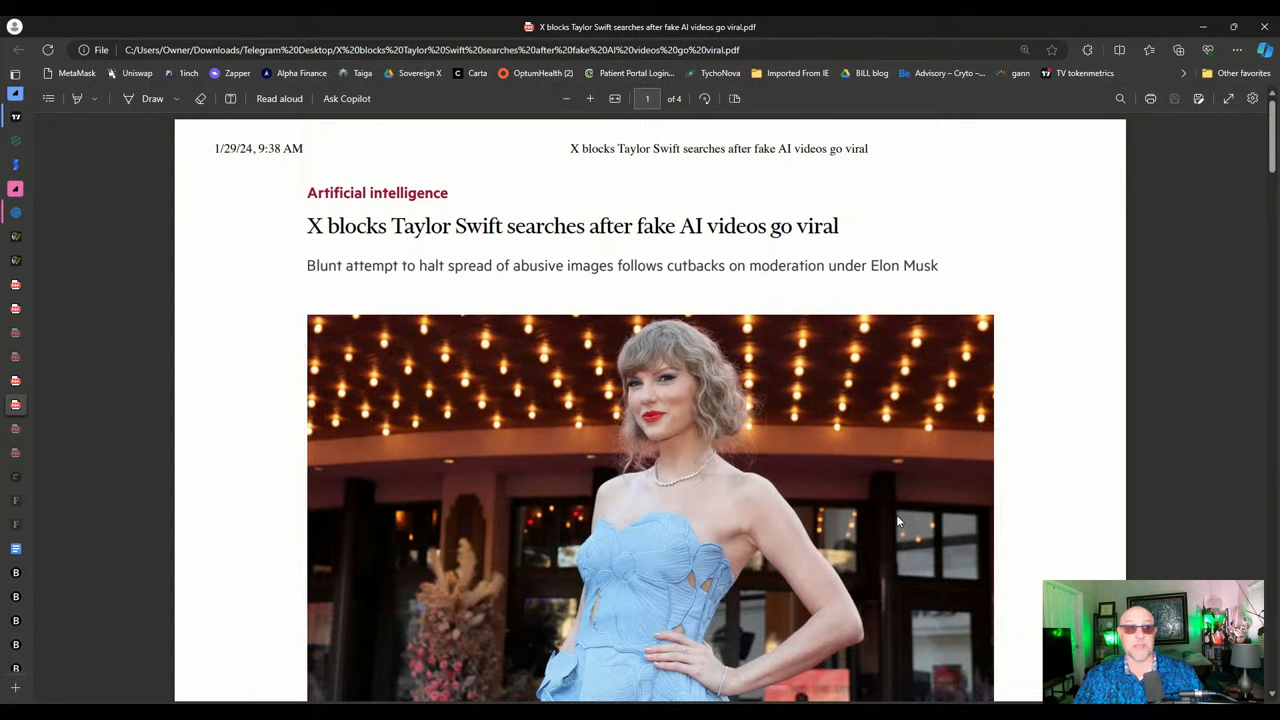 X blocks Taylor Swift searches after fake AI videos go viral.pdf
File C:/Users/Owner/Downloads/Telegram%20Desktop/X%20blocks%20Taylor%20Swift%20searches%20after%20fake%20AI%20videos%20go%20viral.pdf
MetaMask Uniswap 1inch Zapper Alpha Finance Taiga Sovereign X Carta OptumHealth (2) Patient Portal Login... TychoNova Imported From IE BILL blog Advisory – Cryto –... gann TV tokenmetrics Other favorites
Draw Read aloud Ask Copilot 1 of 4
1/29/24, 9:38 AM X blocks Taylor Swift searches after fake AI videos go viral
Artificial intelligence
X blocks Taylor Swift searches after fake AI videos go viral
Blunt attempt to halt spread of abusive images follows cutbacks on moderation under Elon Musk